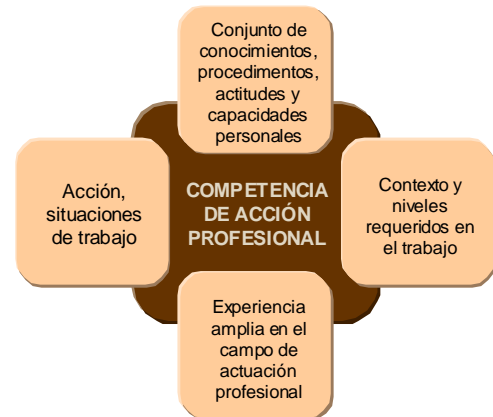 Conjunto de
conocimientos,
procedimentos,
actitudes y
capacidades
personales
Acción,
situaciones
de trabajo
COMPETENCIA
DE ACCIÓN
PROFESIONAL
Contexto y
niveles
requeridos en
el trabajo
Experiencia
amplia en el
campo de
actuación
profesional